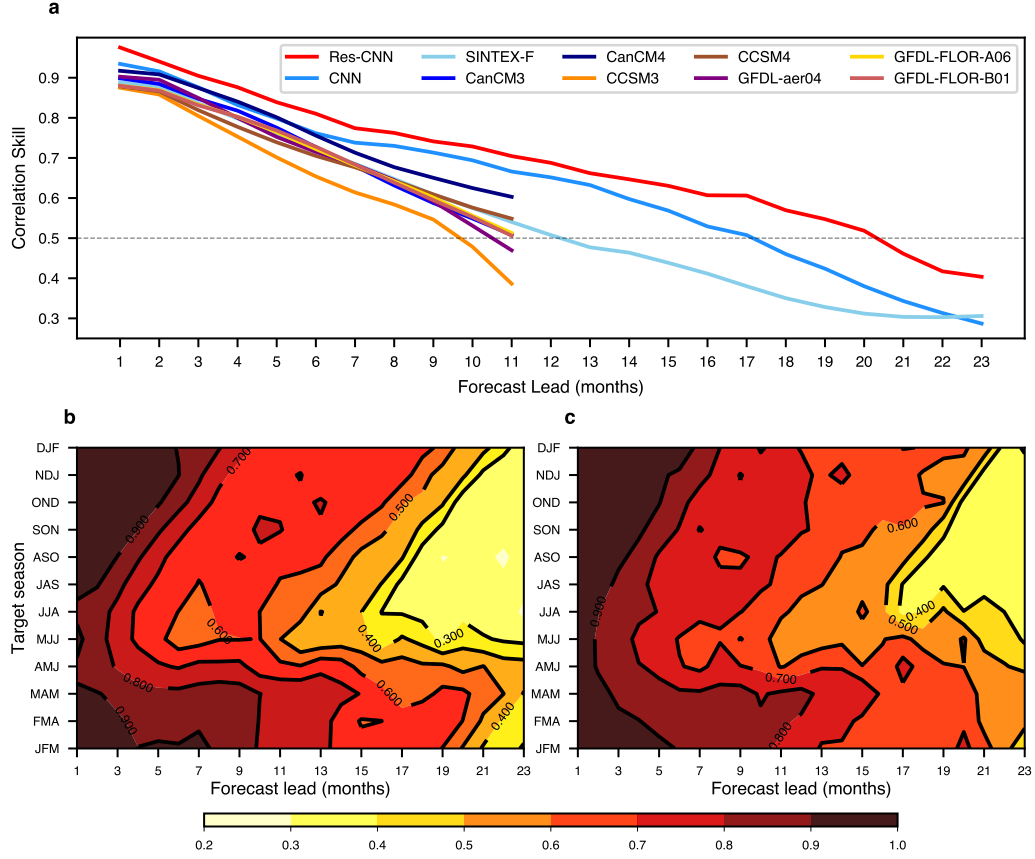 a
Res-CNN SINTEX-F CanCM4 CCSM4 GFDL-FLOR-A06
CNN CanCM3 CCSM3 GFDL-aer04 GFDL-FLOR-B01
Correlation Skill
0.9
0.8
0.7
0.6
0.5
0.4
0.3
1 2 3 4 5 6 7 8 9 10 11 12 13 14 15 16 17 18 19 20 21 22 23
Forecast Lead (months)
b
Target season
DJF
NDJ
OND
SON
ASO
JAS
JJA
MJJ
AMJ
MAM
FMA
JFM
0.700
0.900
0.500
0.600
0.400
0.300
0.800
0.600
0.900
0.400
1 3 5 7 9 11 13 15 17 19 21 23
Forecast lead (months)
c
DJF
NDJ
OND
SON
ASO
JAS
JJA
MJJ
AMJ
MAM
FMA
JFM
0.600
0.900
0.400
0.500
0.700
0.800
1 3 5 7 9 11 13 15 17 19 21 23
Forecast lead (months)
0.2 0.3 0.4 0.5 0.6 0.7 0.8 0.9 1.0